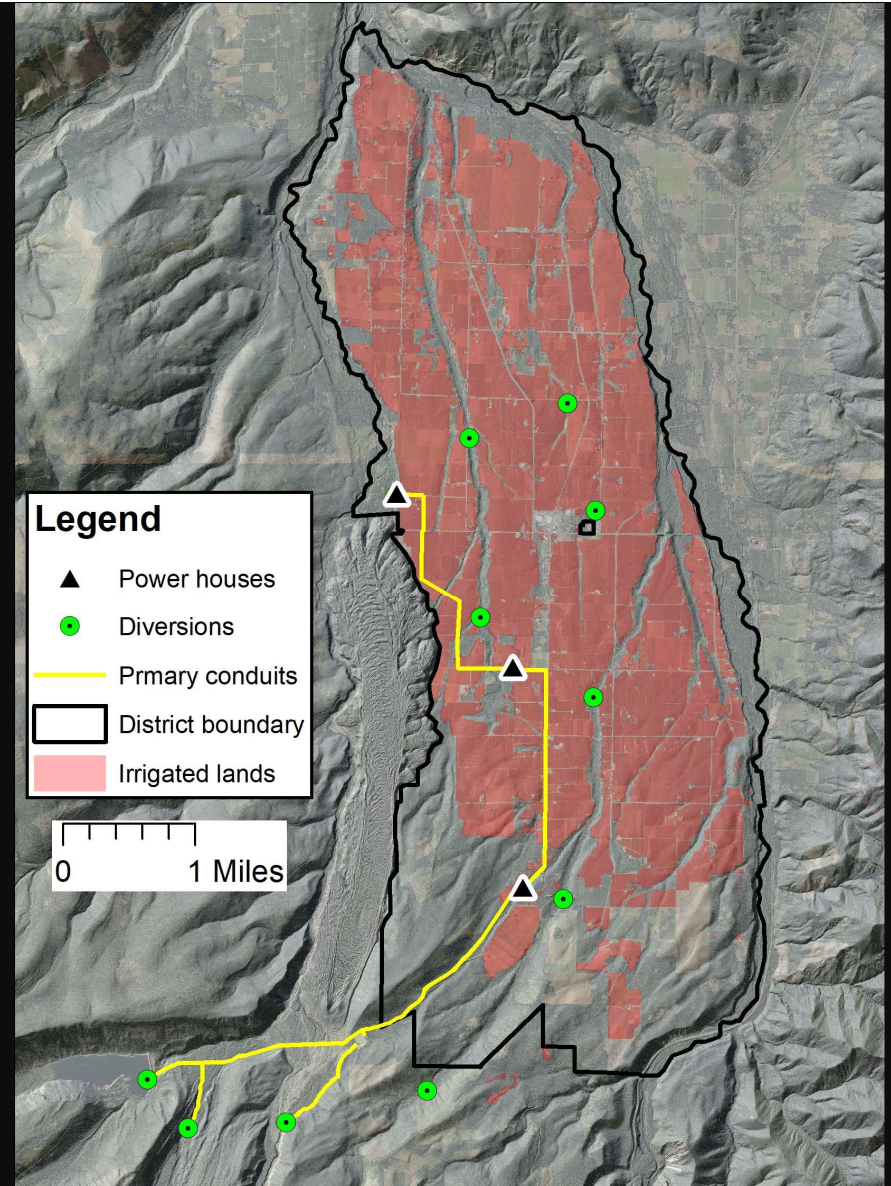 Legend
Power houses
Diversions
Prmary conduits
District boundary
Irrigated lands
0 1 Miles